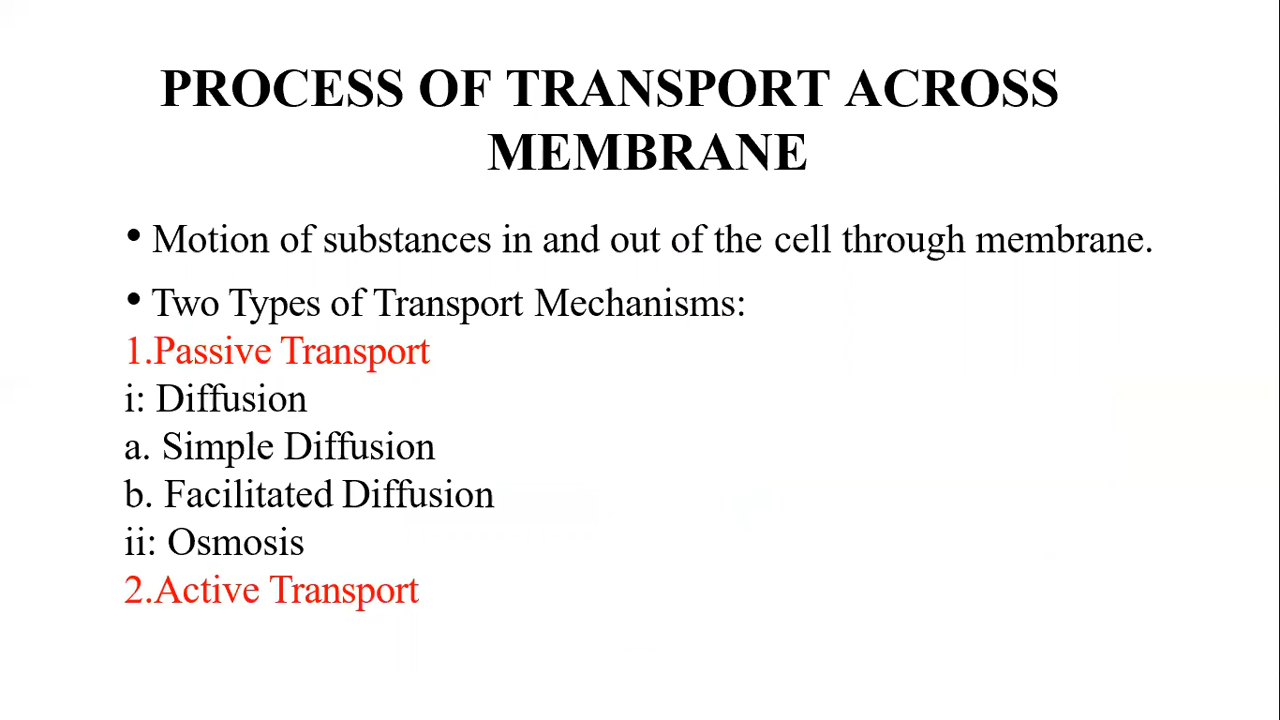 PROCESS OF TRANSPORT ACROSS
MEMBRANE
• Motion of substances in and out of the cell through membrane.
• Two Types of Transport Mechanisms:
1.Passive Transport
i: Diffusion
a. Simple Diffusion
b. Facilitated Diffusion
ii: Osmosis
2.Active Transport